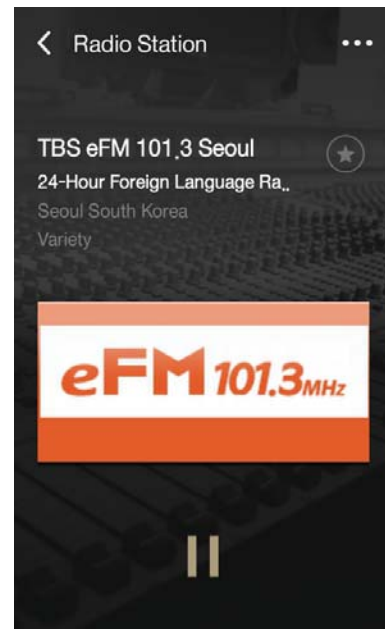 Radio Station
TBS eFM 101.3 Seoul
24-Hour Foreign Language Ra..
Seoul South Korea
Variety
eFM 101.3MHz